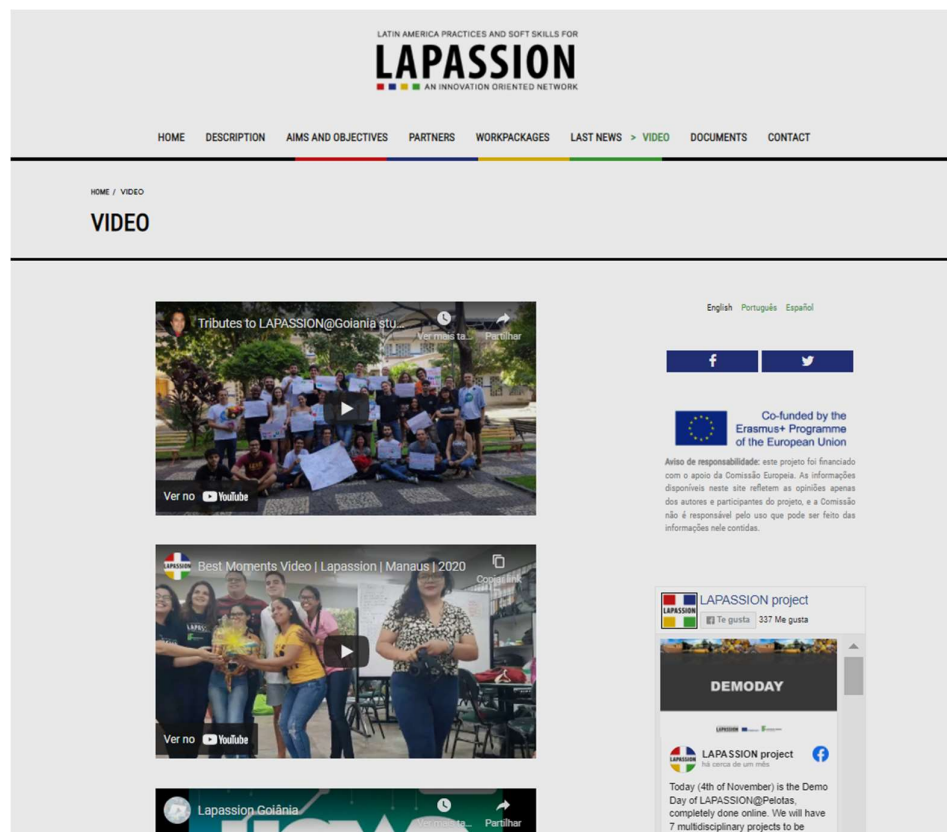 LATIN AMERICA PRACTICES AND SOFT SKILLS FOR
LAPASSION
AN INNOVATION ORIENTED NETWORK
HOME DESCRIPTION AIMS AND OBJECTIVES PARTNERS WORKPACKAGES LAST NEWS > VIDEO DOCUMENTS CONTACT
HOME / VIDEO
VIDEO
Tributes to LAPASSION@Goiania stu...
Ver mais ta...
Partilhar
Ver no YouTube
Best Moments Video | Lapassion | Manaus | 2020
Copiar link
LAPASSION
Ver no YouTube
Lapassion Goiânia
Ver mais ta...
Partilhar
English Português Español
Co-funded by the
Erasmus+ Programme
of the European Union
Aviso de responsabilidade: este projeto foi financiado
com o apoio da Comissão Europeia. As informações
disponíveis neste site refletem as opiniões apenas
dos autores e participantes do projeto, e a Comissão
não é responsável pelo uso que pode ser feito das
informações nele contidas.
LAPASSION
LAPASSION project
Te gusta 337 Me gusta
DEMODAY
LAPASSION
LAPASSION
LAPASSION project
há cerca de um mês
Today (4th of November) is the Demo
Day of LAPASSION@Pelotas,
completely done online. We will have
7 multidisciplinary projects to be